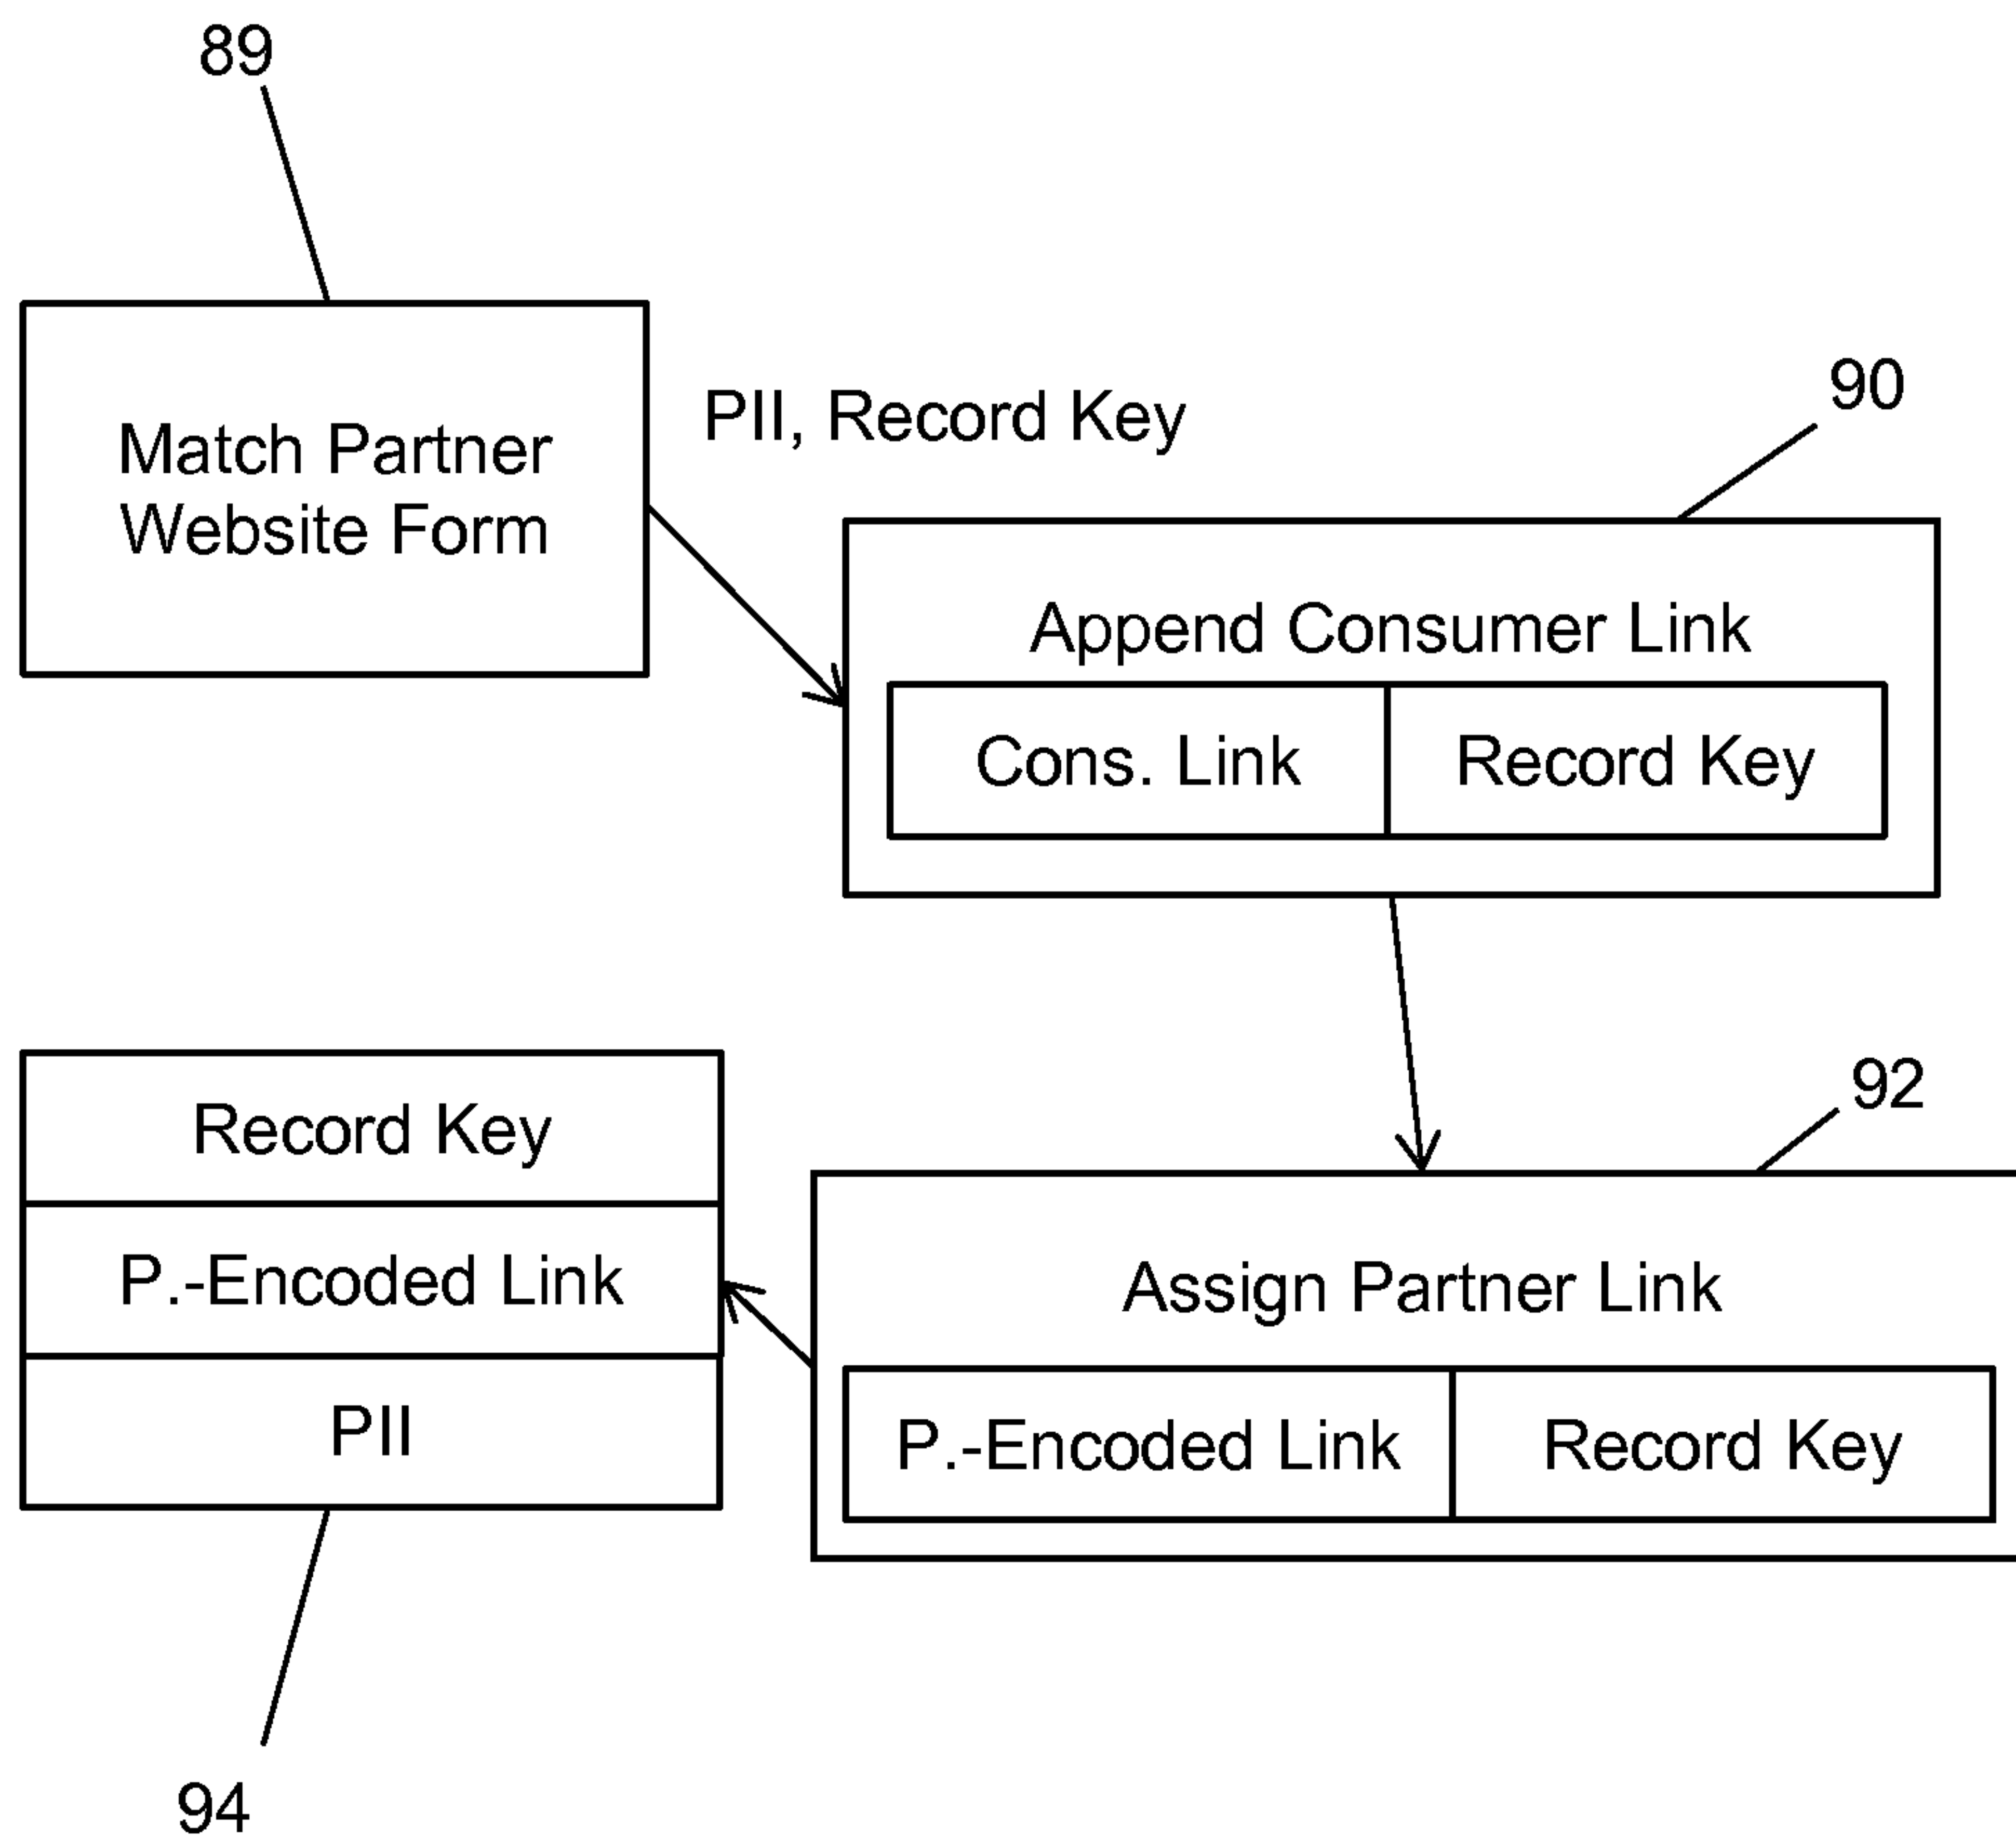 89
Match Partner
Website Form
PII, Record Key
90
Append Consumer Link
Cons. Link
Record Key
92
Assign Partner Link
P.-Encoded Link
Record Key
Record Key
P.-Encoded Link
PII
94